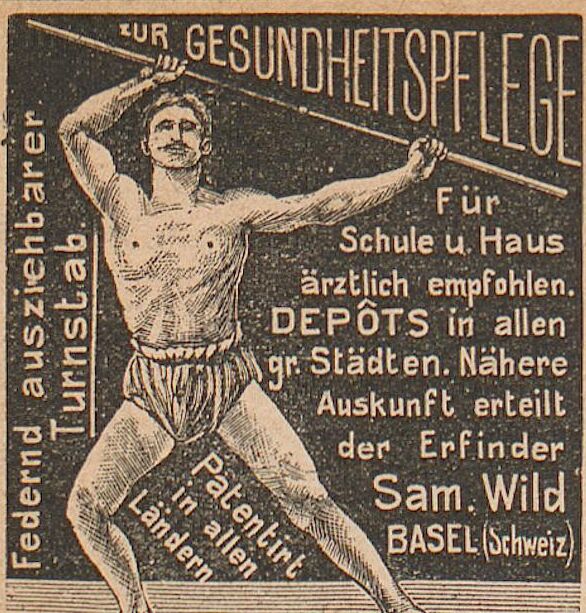 ZUR GESUNDHEITSPFLEGE
Federnd ausziehbarer
Turnstab.
Für
Schule u. Haus
ärztlich empfohlen.
DEPÔTS in allen
gr. Städten. Nähere
Auskunft erteilt
der Erfinder
Sam. Wild
BASEL (Schweiz)
Patentirt
in allen
Ländern